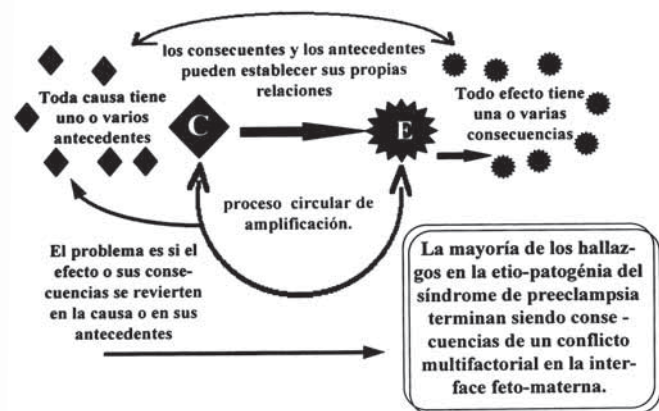 los consecuentes y los antecedentes
pueden establecer sus propias
relaciones
Toda causa tiene
uno o varios
antecedentes
C
E
Todo efecto tiene
una o varias
consecuencias.
proceso circular de
amplificación.
El problema es si el
efecto o sus conse-
cuencias se revierten
en la causa o en sus
antecedentes
La mayoría de los hallaz-
gos en la etio-patogénia del
síndrome de preeclampsia
terminan siendo conse -
cuencias de un conflicto
multifactorial en la inter-
face feto-materna.